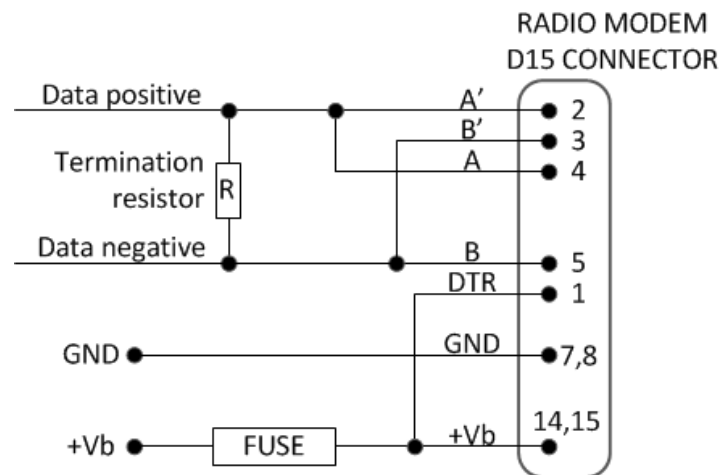 RADIO MODEM
D15 CONNECTOR
Data positive
A’
2
B’
3
A
4
Termination
resistor
R
Data negative
B
5
DTR
1
GND
GND
7,8
14,15
+Vb
FUSE
+Vb